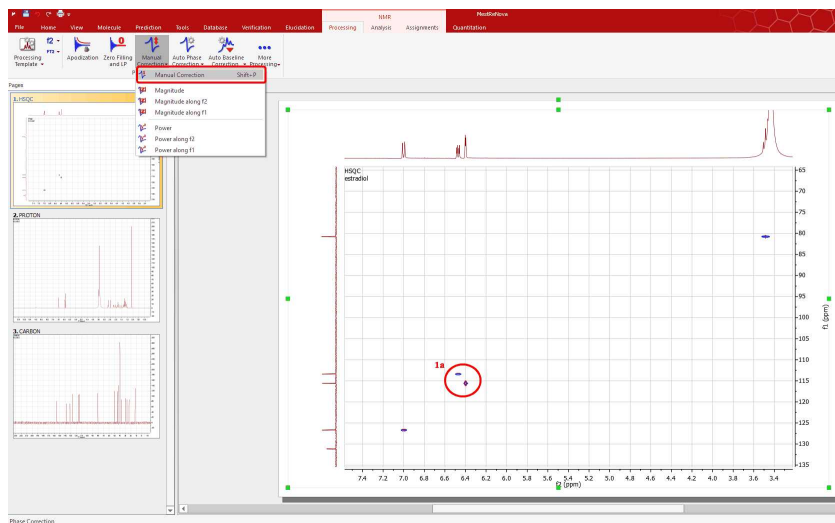 NMR
MestReNova
File Home View Molecule Prediction Tools Database Verification Elucidation Processing Analysis Assignments Quantitation
Processing Template
f2
FT2
Apodization
Zero Filling and LP
Manual Correction
Auto Phase Correction
Auto Baseline Correction
More Processing
Manual Correction Shift+P
Magnitude
Magnitude along f2
Magnitude along f1
Power
Power along f2
Power along f1
Pages
1. HSQC
2. PROTON
3. CARBON
HSQC
estradiol
1a
65
70
75
80
85
90
95
100
105
110
115
120
125
130
135
f1 (ppm)
7.4 7.2 7.0 6.8 6.6 6.4 6.2 6.0 5.8 5.6 5.4 5.2 5.0 4.8 4.6 4.4 4.2 4.0 3.8 3.6 3.4
f2 (ppm)
Phase Correction